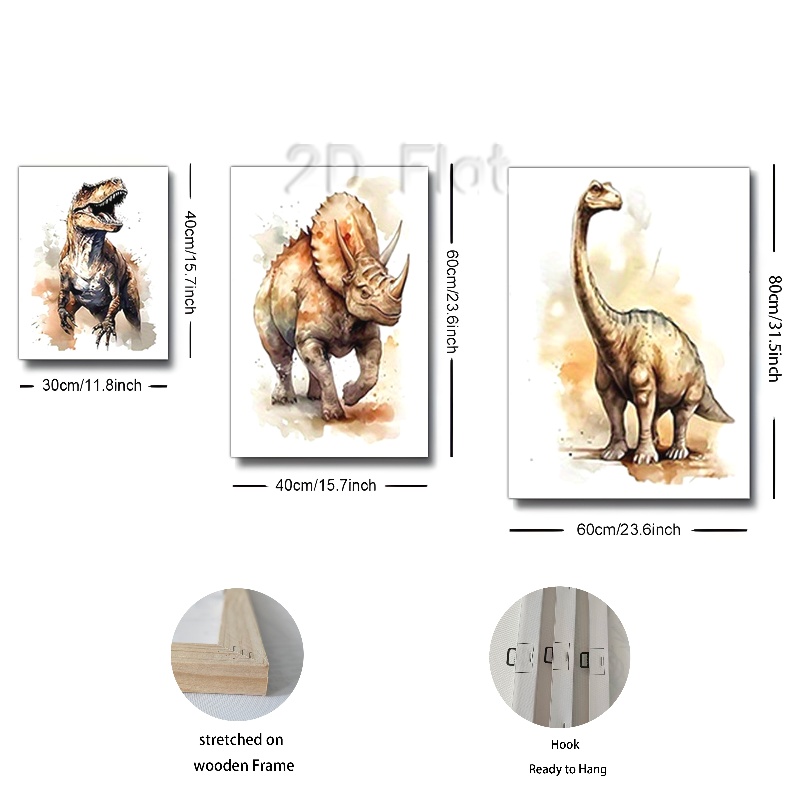 2D Flat
40cm/15.7inch
30cm/11.8inch
60cm/23.6inch
40cm/15.7inch
80cm/31.5inch
60cm/23.6inch
stretched on
wooden Frame
Hook
Ready to Hang